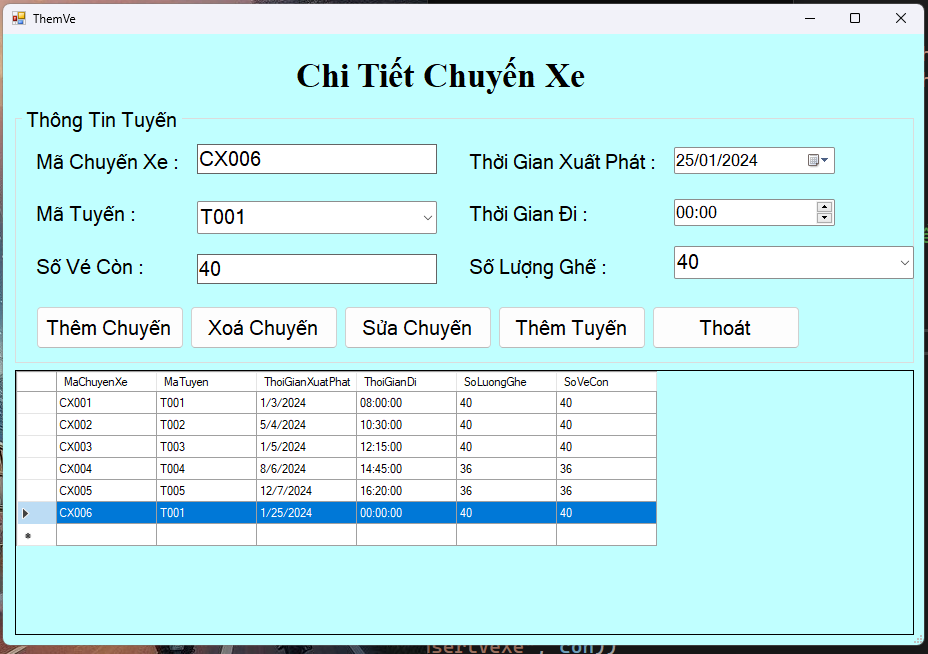 ThemVe
Chi Tiết Chuyến Xe
Thông Tin Tuyến
Mã Chuyến Xe : CX006 Thời Gian Xuất Phát : 25/01/2024
Mã Tuyến : T001 Thời Gian Đi : 00:00
Số Vé Còn : 40 Số Lượng Ghế : 40
Thêm Chuyến Xoá Chuyến Sửa Chuyến Thêm Tuyến Thoát
MaChuyenXe MaTuyen ThoiGianXuatPhat ThoiGianDi SoLuongGhe SoVeCon
CX001 T001 1/3/2024 08:00:00 40 40
CX002 T002 5/4/2024 10:30:00 40 40
CX003 T003 1/5/2024 12:15:00 40 40
CX004 T004 8/6/2024 14:45:00 36 36
CX005 T005 12/7/2024 16:20:00 36 36
CX006 T001 1/25/2024 00:00:00 40 40